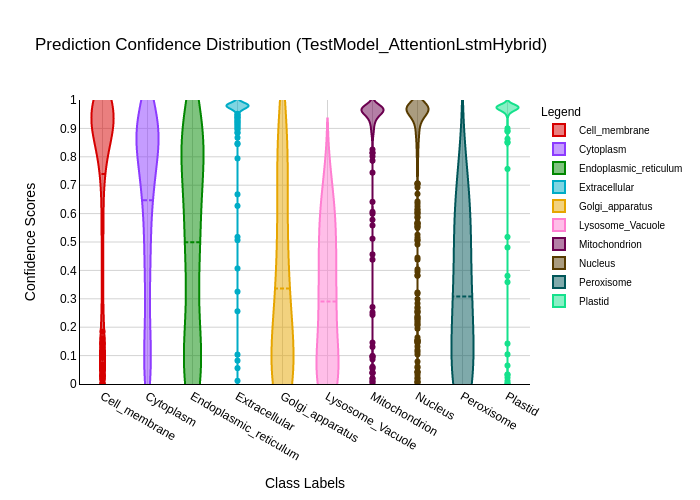 Prediction Confidence Distribution (TestModel_AttentionLstmHybrid)
Confidence Scores
1
0.9
0.8
0.7
0.6
0.5
0.4
0.3
0.2
0.1
0
Cell_membrane
Cytoplasm
Endoplasmic_reticulum
Extracellular
Golgi_apparatus
Lysosome_Vacuole
Mitochondrion
Nucleus
Peroxisome
Plastid
Class Labels
Legend
Cell_membrane
Cytoplasm
Endoplasmic_reticulum
Extracellular
Golgi_apparatus
Lysosome_Vacuole
Mitochondrion
Nucleus
Peroxisome
Plastid